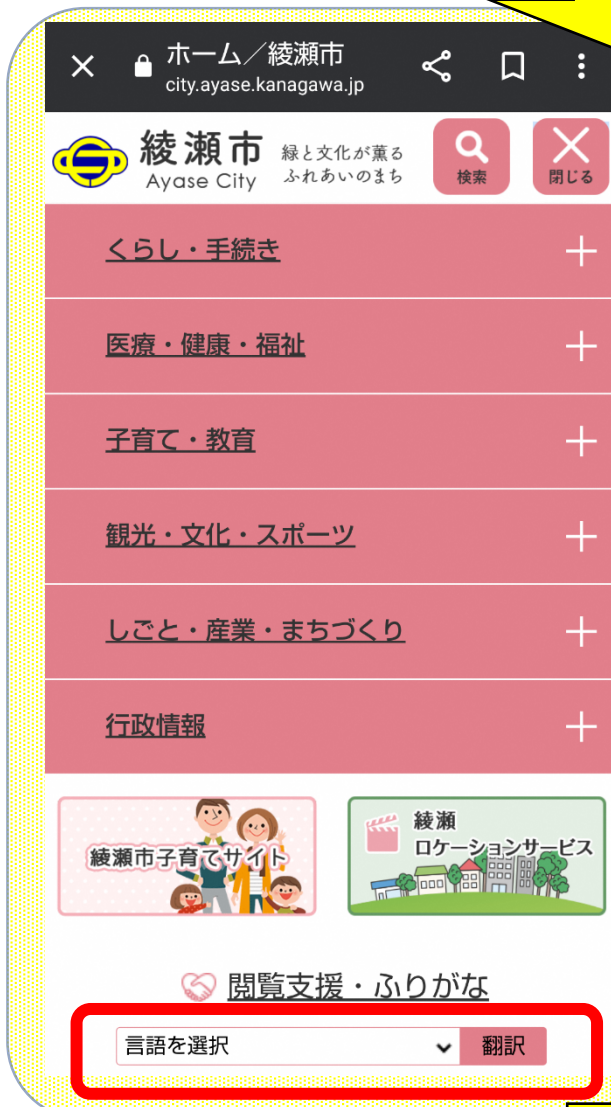 ホーム／綾瀬市
city.ayase.kanagawa.jp
綾瀬市
Ayase City
緑と文化が薫る
ふれあいのまち
検索
閉じる
くらし・手続き
医療・健康・福祉
子育て・教育
観光・文化・スポーツ
しごと・産業・まちづくり
行政情報
綾瀬市子育てサイト
綾瀬
ロケーションサービス
閲覧支援・ふりがな
言語を選択
翻訳